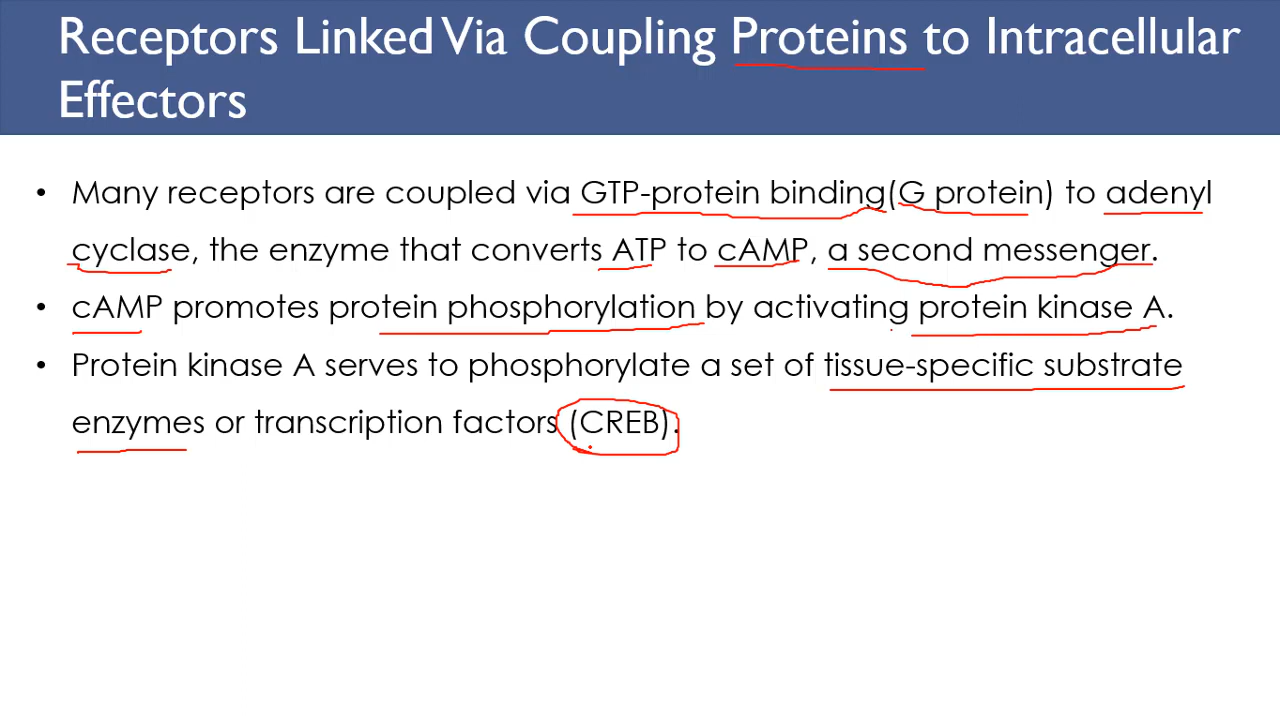 Receptors Linked Via Coupling Proteins to Intracellular
Effectors
• Many receptors are coupled via GTP-protein binding(G protein) to adenyl
cyclase, the enzyme that converts ATP to cAMP, a second messenger.
• cAMP promotes protein phosphorylation by activating protein kinase A.
• Protein kinase A serves to phosphorylate a set of tissue-specific substrate
enzymes or transcription factors (CREB).